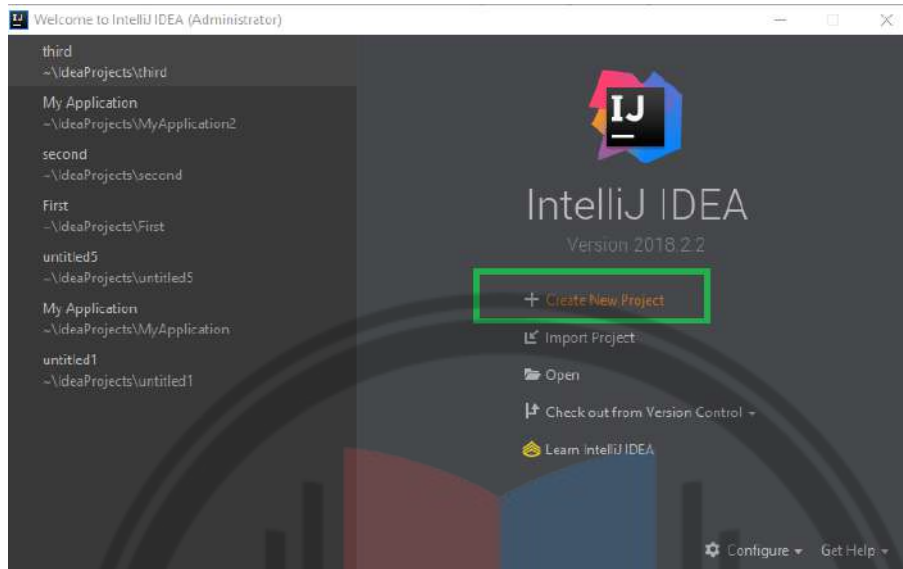 Welcome to IntelliJ IDEA (Administrator)
third
~\IdeaProjects\third
My Application
~\IdeaProjects\MyApplication2
second
~\IdeaProjects\second
First
~\IdeaProjects\First
untitled5
~\IdeaProjects\untitled5
My Application
~\IdeaProjects\MyApplication
untitled1
~\IdeaProjects\untitled1
IJ
IntelliJ IDEA
Version 2018.2.2
Create New Project
Import Project
Open
Check out from Version Control
Learn IntelliJ IDEA
Configure Get Help